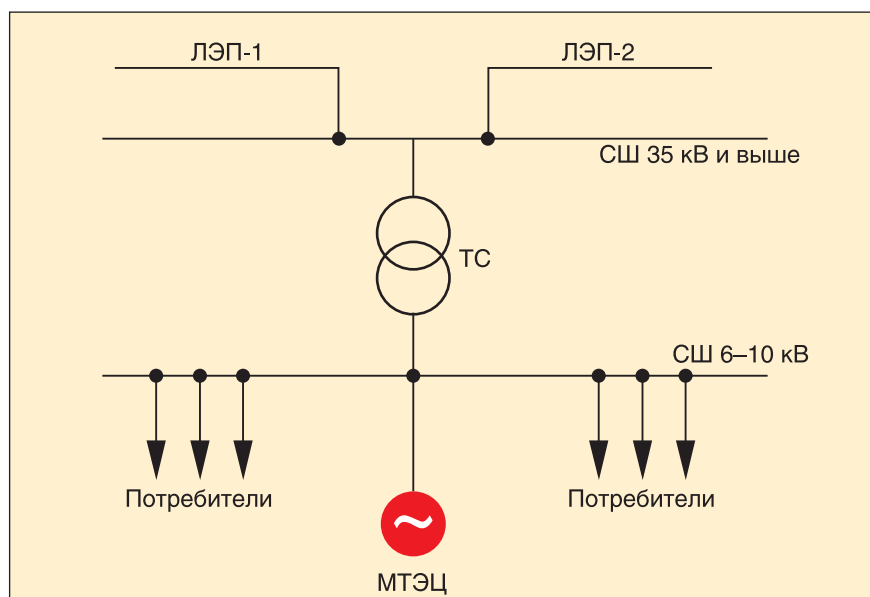 ЛЭП-1
ЛЭП-2
СШ 35 кВ и выше
ТС
СШ 6–10 кВ
Потребители
Потребители
~
МТЭЦ